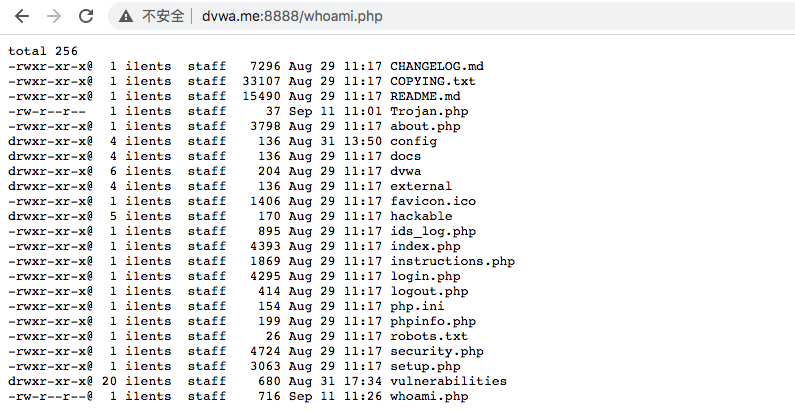 不安全 dvwa.me:8888/whoami.php
total 256
-rwxr-xr-x@  1 ilents  staff   7296 Aug 29 11:17 CHANGELOG.md
-rwxr-xr-x@  1 ilents  staff  33107 Aug 29 11:17 COPYING.txt
-rwxr-xr-x@  1 ilents  staff  15490 Aug 29 11:17 README.md
-rw-r--r--   1 ilents  staff     37 Sep 11 11:01 Trojan.php
-rwxr-xr-x@  1 ilents  staff   3798 Aug 29 11:17 about.php
drwxr-xr-x@  4 ilents  staff    136 Aug 31 13:50 config
drwxr-xr-x@  4 ilents  staff    136 Aug 29 11:17 docs
drwxr-xr-x@  6 ilents  staff    204 Aug 29 11:17 dvwa
drwxr-xr-x@  4 ilents  staff    136 Aug 29 11:17 external
-rwxr-xr-x@  1 ilents  staff   1406 Aug 29 11:17 favicon.ico
drwxr-xr-x@  5 ilents  staff    170 Aug 29 11:17 hackable
-rwxr-xr-x@  1 ilents  staff    895 Aug 29 11:17 ids_log.php
-rwxr-xr-x@  1 ilents  staff   4393 Aug 29 11:17 index.php
-rwxr-xr-x@  1 ilents  staff   1869 Aug 29 11:17 instructions.php
-rwxr-xr-x@  1 ilents  staff   4295 Aug 29 11:17 login.php
-rwxr-xr-x@  1 ilents  staff    414 Aug 29 11:17 logout.php
-rwxr-xr-x@  1 ilents  staff    154 Aug 29 11:17 php.ini
-rwxr-xr-x@  1 ilents  staff    199 Aug 29 11:17 phpinfo.php
-rwxr-xr-x@  1 ilents  staff     26 Aug 29 11:17 robots.txt
-rwxr-xr-x@  1 ilents  staff   4724 Aug 29 11:17 security.php
-rwxr-xr-x@  1 ilents  staff   3063 Aug 29 11:17 setup.php
drwxr-xr-x@ 20 ilents  staff    680 Aug 31 17:34 vulnerabilities
-rw-r--r--@  1 ilents  staff    716 Sep 11 11:26 whoami.php